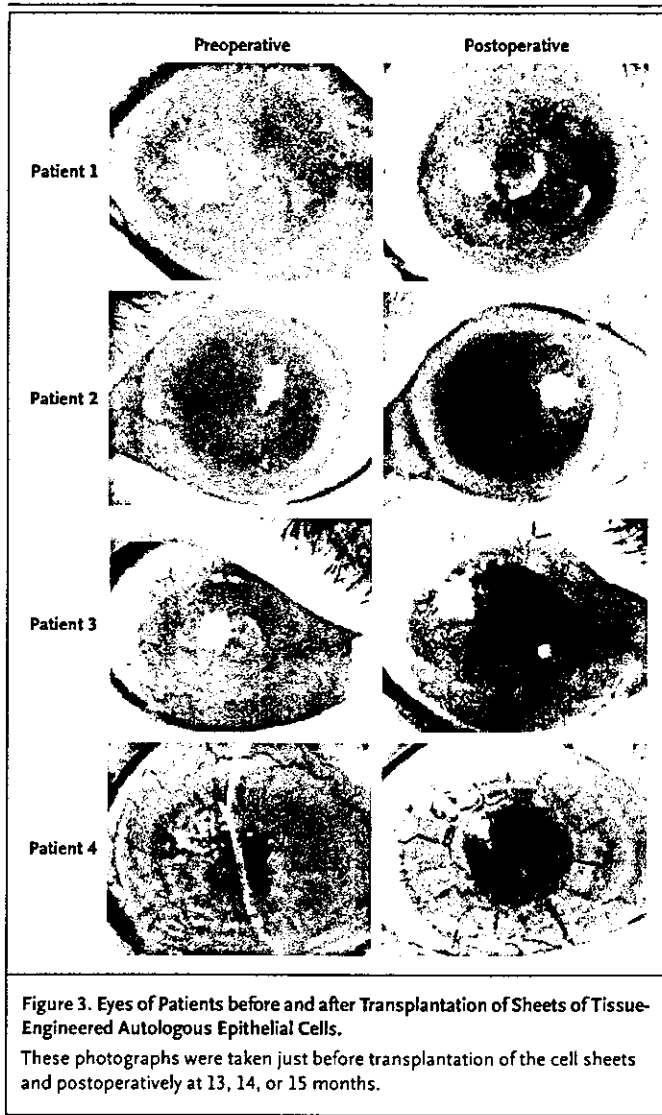 Preoperative Postoperative
Patient 1
Patient 2
Patient 3
Patient 4
Figure 3. Eyes of Patients before and after Transplantation of Sheets of Tissue-
Engineered Autologous Epithelial Cells.
These photographs were taken just before transplantation of the cell sheets
and postoperatively at 13, 14, or 15 months.